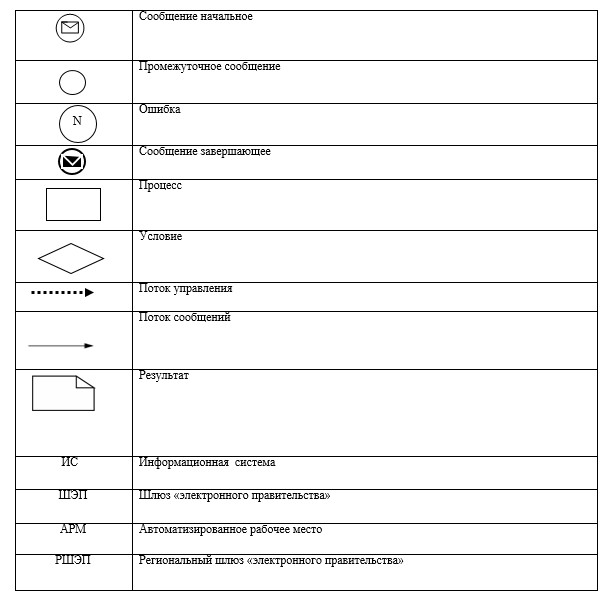 Сообщение начальное
Промежуточное сообщение
N
Ошибка
Сообщение завершающее
Процесс
Условие
Поток управления
Поток сообщений
Результат
ИС
Информационная система
ШЭП
Шлюз «электронного правительства»
АРМ
Автоматизированное рабочее место
РШЭП
Региональный шлюз «электронного правительства»